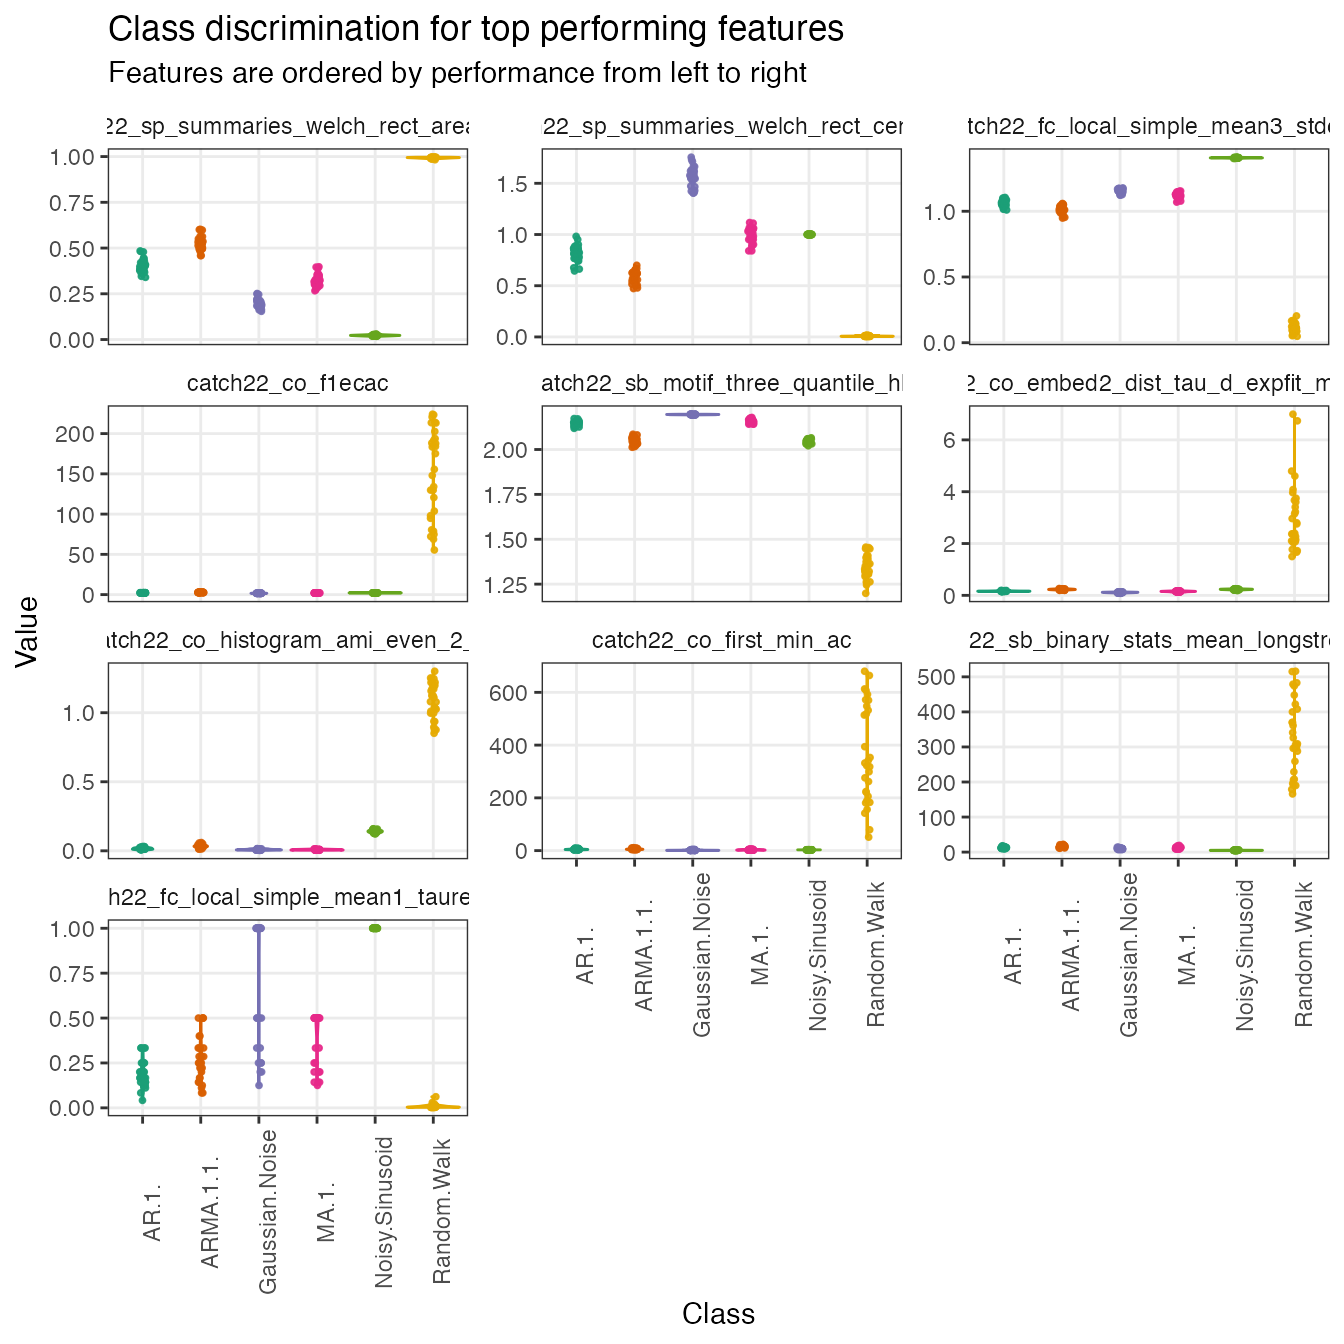 Class discrimination for top performing features
Features are ordered by performance from left to right
22_sp_summaries_welch_rect_area
22_sp_summaries_welch_rect_cer
tch22_fc_local_simple_mean3_stde
1.00
0.75
0.50
0.25
0.00
1.5
1.0
0.5
0.0
1.0
0.5
0.0
catch22_co_f1ecac
atch22_sb_motif_three_quantile_hl
2_co_embed2_dist_tau_d_expfit_m
200
150
100
50
0
2.00
1.75
1.50
1.25
6
4
2
0
atch22_co_histogram_ami_even_2_
catch22_co_first_min_ac
22_sb_binary_stats_mean_longstre
1.0
0.5
0.0
600
400
200
0
500
400
300
200
100
0
AR.1.
ARMA.1.1.
Gaussian.Noise
MA.1.
Noisy.Sinusoid
Random.Walk
AR.1.
ARMA.1.1.
Gaussian.Noise
MA.1.
Noisy.Sinusoid
Random.Walk
h22_fc_local_simple_mean1_taure
1.00
0.75
0.50
0.25
0.00
AR.1.
ARMA.1.1.
Gaussian.Noise
MA.1.
Noisy.Sinusoid
Random.Walk
Value
Class